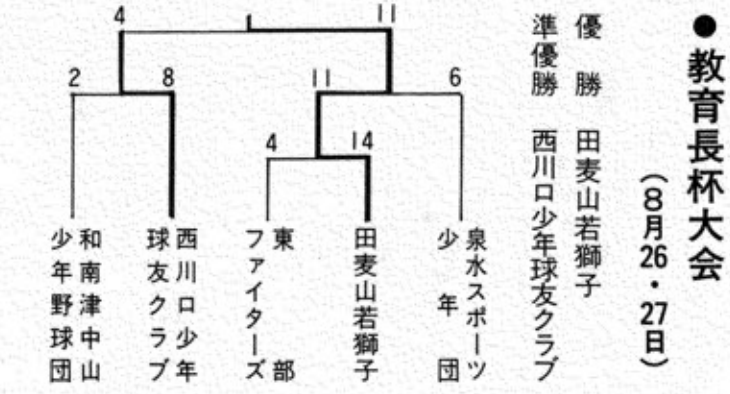 ●教育長杯大会
（8月26・27日）
優勝 田麦山若獅子
準優勝 西川口少年球友クラブ
4
11
2
8
11
6
4
14
泉水スポーツ
少年団
田麦山若獅子
東部
ファイターズ
西川口少年
球友クラブ
和南津中山
少年野球団